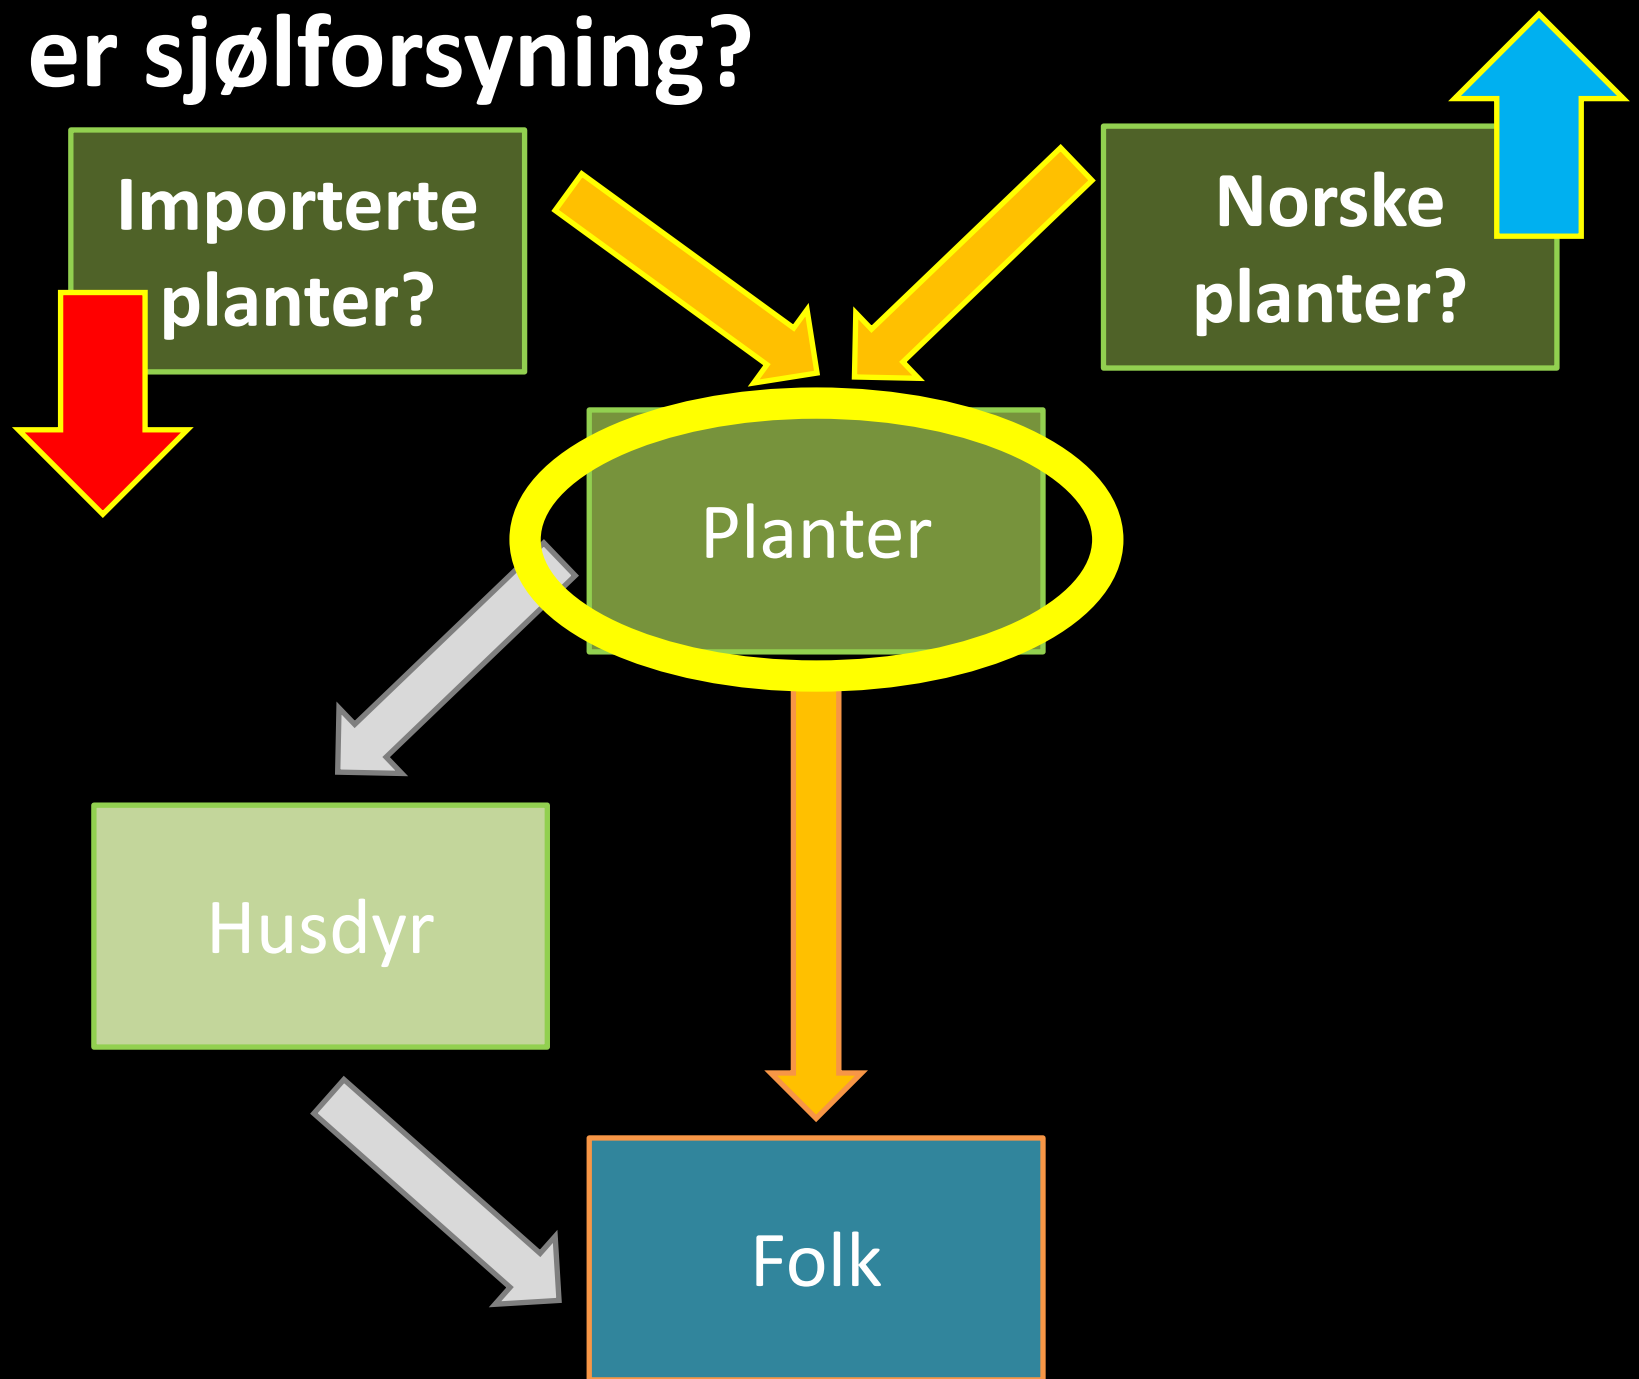 er sjølforsyning?
Importerte
planter?
Norske
planter?
Planter
Husdyr
Folk